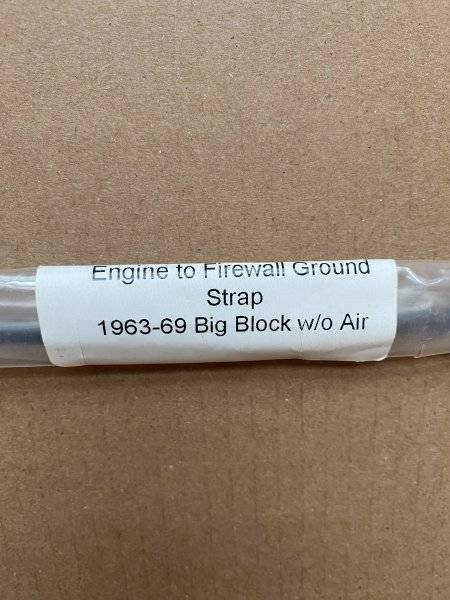 Engine to Firewall Ground
Strap
1963-69 Big Block w/o Air